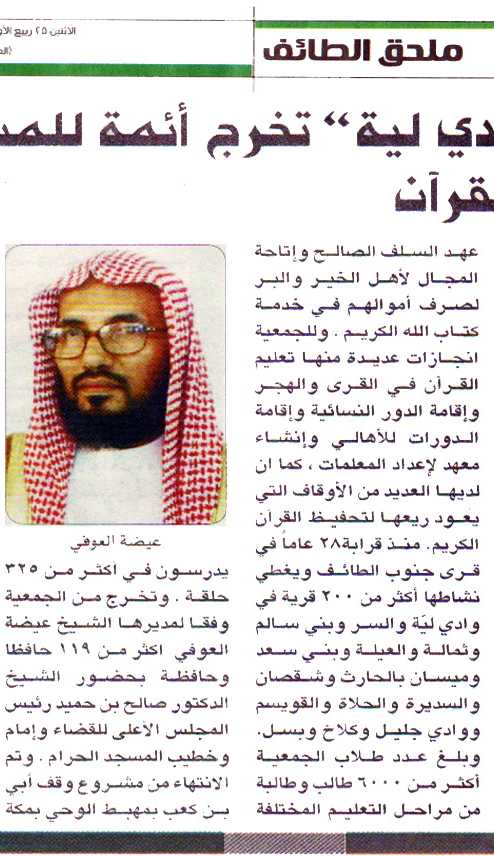 الاثنين ٢٥ ربيع
ملحق الطائف
دي لية“ تخرج أئمة
قرآن
عهد السلف الصالح وإتاحة
المجال لأهل الخير والبر
لصرف أموالهم في خدمة
كتاب الله الكريم . وللجمعية
انجازات عديدة منها تعليم
القرآن في القرى والهجر
وإقامة الدور النسائية وإقامة
الدورات للأهالي وإنشاء
معهد لإعداد المعلمات ، كما ان
لديها العديد من الأوقاف التي
يعود ريعها لتحفيظ القرآن
الكريم. منذ قرابة ٢٨ عاماً في
قرى جنوب الطائف ويغطي
نشاطها أكثر من ٢٠٠ قرية في
وادي ليّة والسر وبني سالم
وثمالة والعيلة وبني سعد
وميسان بالحارث وشقصان
والسديرة والحلاة والقويسم
ووادي جليل وكلاخ وبسل.
وبلغ عدد طلاب الجمعية
أكثر من ٦٠٠٠ طالب وطالبة
من مراحل التعليم المختلفة
عيضة العوفي
يدرسون في اكثر من ٣٢٥
حلقة . وتخرج من الجمعية
وفقا لمديرها الشيخ عيضة
العوفي اكثر من ١١٩ حافظا
وحافظة بحضور الشيخ
الدكتور صالح بن حميد رئيس
المجلس الأعلى للقضاء وإمام
وخطيب المسجد الحرام . وتم
الانتهاء من مشروع وقف أبي
بن كعب بمهبط الوحي بمكة